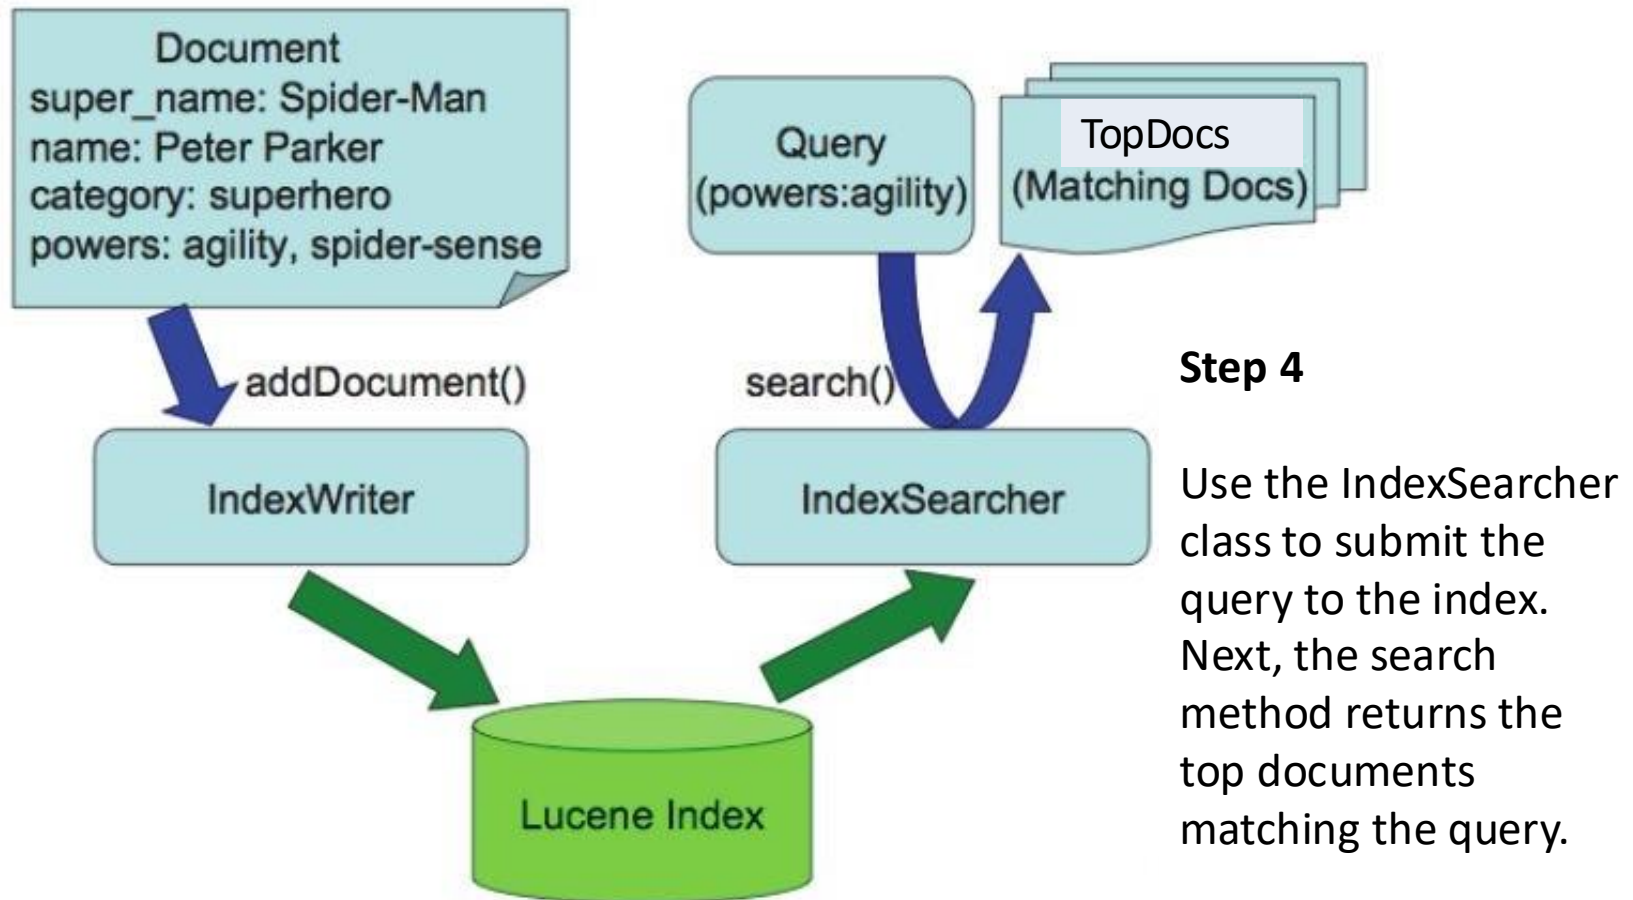 Document
super_name: Spider-Man
name: Peter Parker
category: superhero
powers: agility, spider-sense
addDocument()
IndexWriter
Lucene Index
Query
(powers:agility)
TopDocs
(Matching Docs)
search()
IndexSearcher
Step 4
Use the IndexSearcher
class to submit the
query to the index.
Next, the search
method returns the
top documents
matching the query.